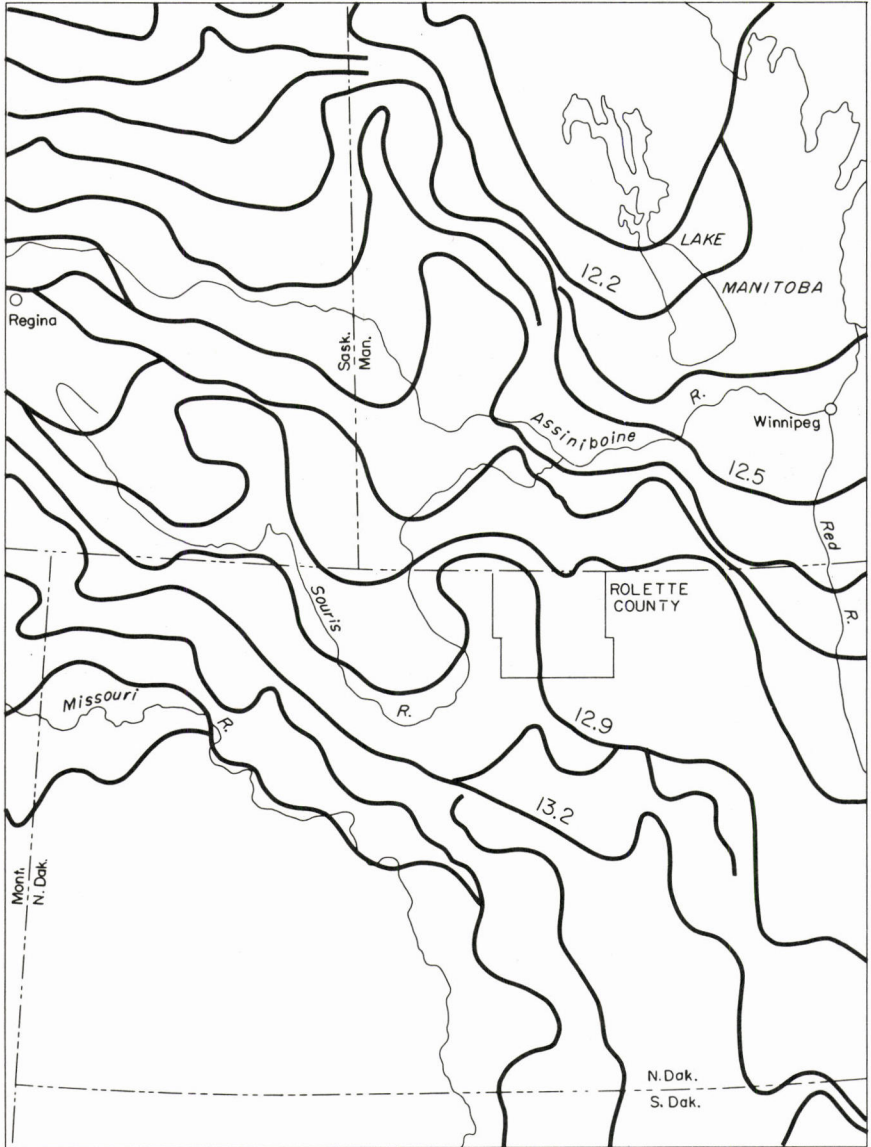 LAKE
12.2
MANITOBA
Regina
Sask.
Man.
R.
Assiniboine
Winnipeg
12.5
Red
R.
ROLETTE
COUNTY
Souris
R.
Missouri
R.
12.9
13.2
Mont.
N. Dak.
N. Dak.
S. Dak.